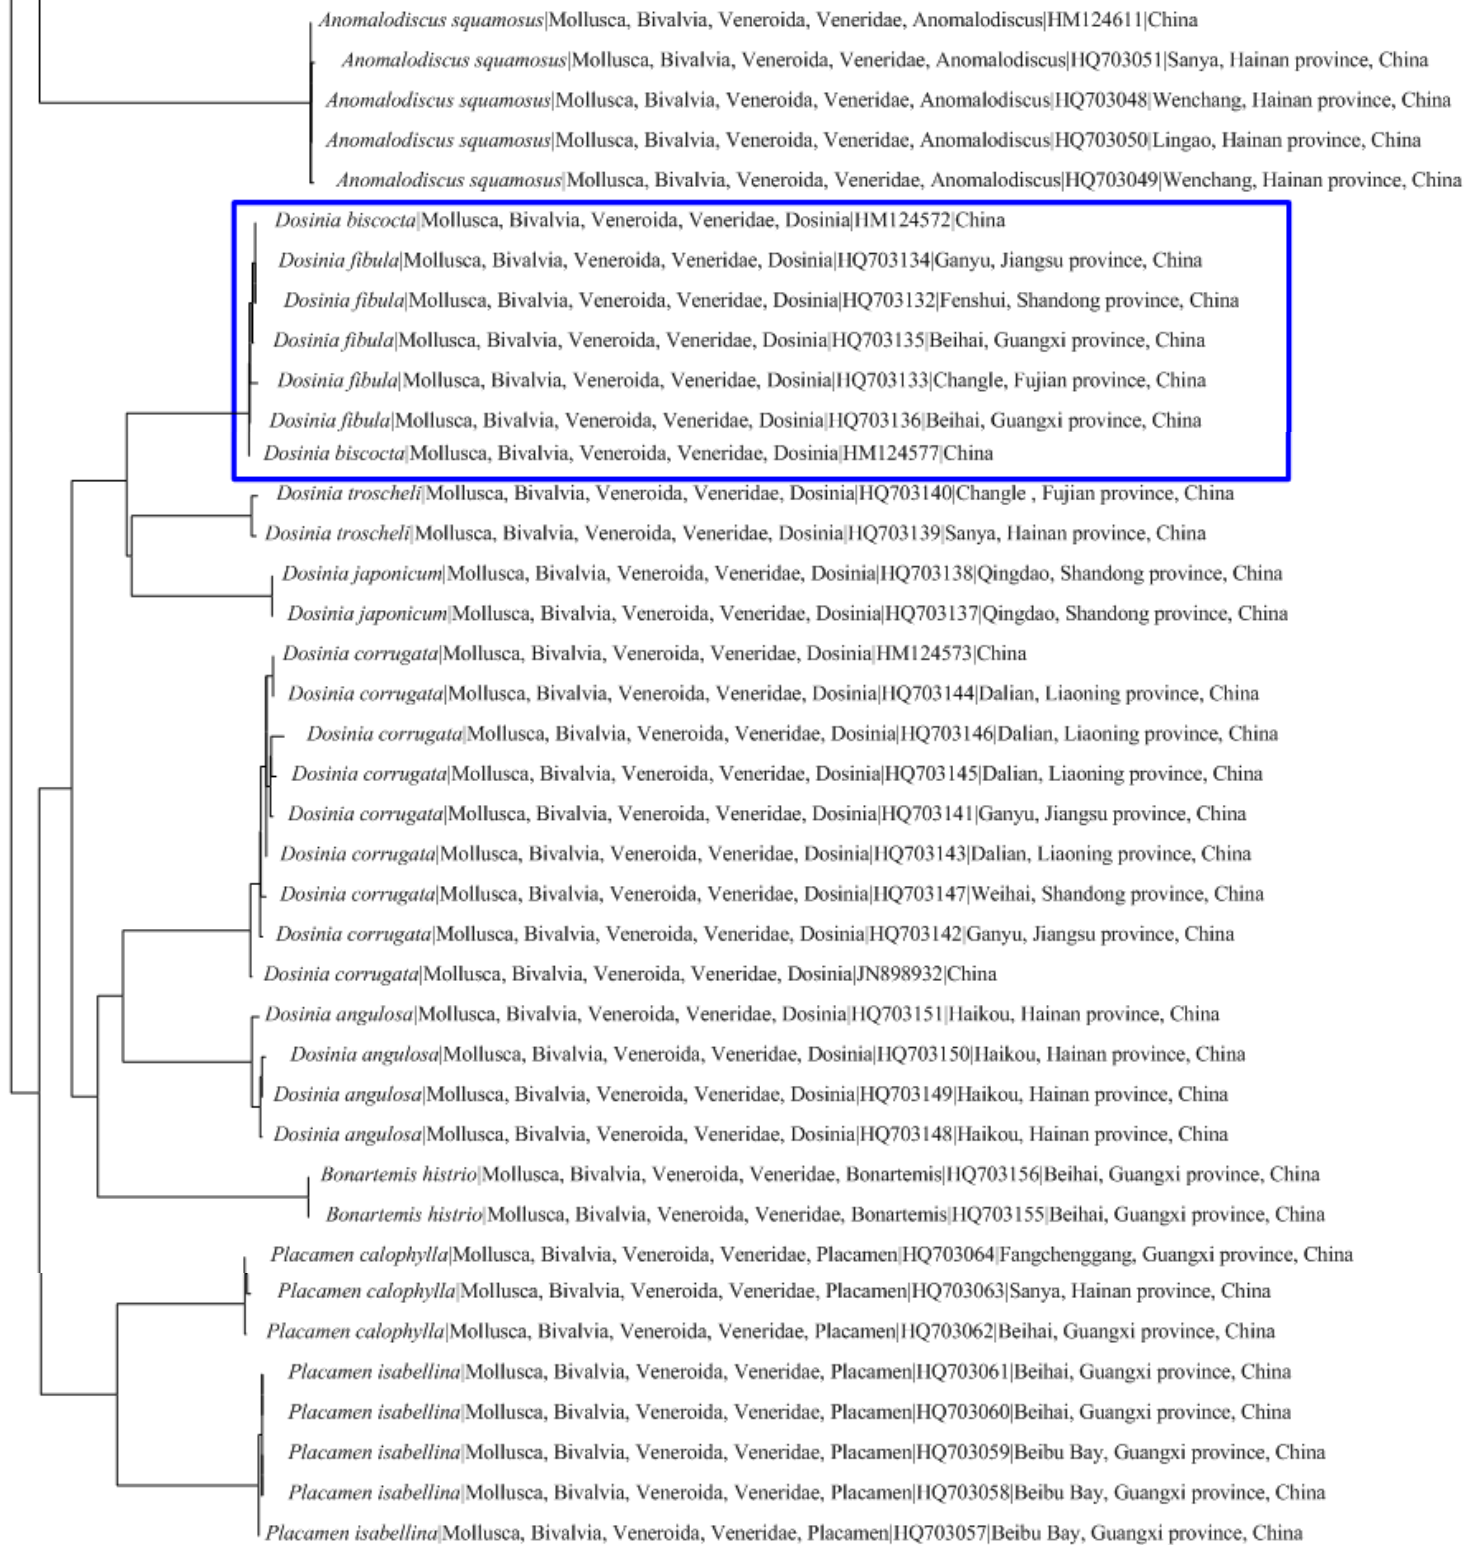 Anomalodiscus squamosus|Mollusca, Bivalvia, Veneroida, Veneridae, Anomalodiscus|HM124611|China
Anomalodiscus squamosus|Mollusca, Bivalvia, Veneroida, Veneridae, Anomalodiscus|HQ703051|Sanya, Hainan province, China
Anomalodiscus squamosus|Mollusca, Bivalvia, Veneroida, Veneridae, Anomalodiscus|HQ703048|Wenchang, Hainan province, China
Anomalodiscus squamosus|Mollusca, Bivalvia, Veneroida, Veneridae, Anomalodiscus|HQ703050|Lingao, Hainan province, China
Anomalodiscus squamosus|Mollusca, Bivalvia, Veneroida, Veneridae, Anomalodiscus|HQ703049|Wenchang, Hainan province, China
Dosinia biscocta|Mollusca, Bivalvia, Veneroida, Veneridae, Dosinia|HM124572|China
Dosinia fibula|Mollusca, Bivalvia, Veneroida, Veneridae, Dosinia|HQ703134|Ganyu, Jiangsu province, China
Dosinia fibula|Mollusca, Bivalvia, Veneroida, Veneridae, Dosinia|HQ703132|Fenshui, Shandong province, China
Dosinia fibula|Mollusca, Bivalvia, Veneroida, Veneridae, Dosinia|HQ703135|Beihai, Guangxi province, China
Dosinia fibula|Mollusca, Bivalvia, Veneroida, Veneridae, Dosinia|HQ703133|Changle, Fujian province, China
Dosinia fibula|Mollusca, Bivalvia, Veneroida, Veneridae, Dosinia|HQ703136|Beihai, Guangxi province, China
Dosinia biscocta|Mollusca, Bivalvia, Veneroida, Veneridae, Dosinia|HM124577|China
Dosinia troscheli|Mollusca, Bivalvia, Veneroida, Veneridae, Dosinia|HQ703140|Changle , Fujian province, China
Dosinia troscheli|Mollusca, Bivalvia, Veneroida, Veneridae, Dosinia|HQ703139|Sanya, Hainan province, China
Dosinia japonicum|Mollusca, Bivalvia, Veneroida, Veneridae, Dosinia|HQ703138|Qingdao, Shandong province, China
Dosinia japonicum|Mollusca, Bivalvia, Veneroida, Veneridae, Dosinia|HQ703137|Qingdao, Shandong province, China
Dosinia corrugata|Mollusca, Bivalvia, Veneroida, Veneridae, Dosinia|HM124573|China
Dosinia corrugata|Mollusca, Bivalvia, Veneroida, Veneridae, Dosinia|HQ703144|Dalian, Liaoning province, China
Dosinia corrugata|Mollusca, Bivalvia, Veneroida, Veneridae, Dosinia|HQ703146|Dalian, Liaoning province, China
Dosinia corrugata|Mollusca, Bivalvia, Veneroida, Veneridae, Dosinia|HQ703145|Dalian, Liaoning province, China
Dosinia corrugata|Mollusca, Bivalvia, Veneroida, Veneridae, Dosinia|HQ703141|Ganyu, Jiangsu province, China
Dosinia corrugata|Mollusca, Bivalvia, Veneroida, Veneridae, Dosinia|HQ703143|Dalian, Liaoning province, China
Dosinia corrugata|Mollusca, Bivalvia, Veneroida, Veneridae, Dosinia|HQ703147|Weihai, Shandong province, China
Dosinia corrugata|Mollusca, Bivalvia, Veneroida, Veneridae, Dosinia|HQ703142|Ganyu, Jiangsu province, China
Dosinia corrugata|Mollusca, Bivalvia, Veneroida, Veneridae, Dosinia|JN898932|China
Dosinia angulosa|Mollusca, Bivalvia, Veneroida, Veneridae, Dosinia|HQ703151|Haikou, Hainan province, China
Dosinia angulosa|Mollusca, Bivalvia, Veneroida, Veneridae, Dosinia|HQ703150|Haikou, Hainan province, China
Dosinia angulosa|Mollusca, Bivalvia, Veneroida, Veneridae, Dosinia|HQ703149|Haikou, Hainan province, China
Dosinia angulosa|Mollusca, Bivalvia, Veneroida, Veneridae, Dosinia|HQ703148|Haikou, Hainan province, China
Bonartemis histrio|Mollusca, Bivalvia, Veneroida, Veneridae, Bonartemis|HQ703156|Beihai, Guangxi province, China
Bonartemis histrio|Mollusca, Bivalvia, Veneroida, Veneridae, Bonartemis|HQ703155|Beihai, Guangxi province, China
Placamen calophylla|Mollusca, Bivalvia, Veneroida, Veneridae, Placamen|HQ703064|Fangchenggang, Guangxi province, China
Placamen calophylla|Mollusca, Bivalvia, Veneroida, Veneridae, Placamen|HQ703063|Sanya, Hainan province, China
Placamen calophylla|Mollusca, Bivalvia, Veneroida, Veneridae, Placamen|HQ703062|Beihai, Guangxi province, China
Placamen isabellina|Mollusca, Bivalvia, Veneroida, Veneridae, Placamen|HQ703061|Beihai, Guangxi province, China
Placamen isabellina|Mollusca, Bivalvia, Veneroida, Veneridae, Placamen|HQ703060|Beihai, Guangxi province, China
Placamen isabellina|Mollusca, Bivalvia, Veneroida, Veneridae, Placamen|HQ703059|Beibu Bay, Guangxi province, China
Placamen isabellina|Mollusca, Bivalvia, Veneroida, Veneridae, Placamen|HQ703058|Beibu Bay, Guangxi province, China
Placamen isabellina|Mollusca, Bivalvia, Veneroida, Veneridae, Placamen|HQ703057|Beibu Bay, Guangxi province, China